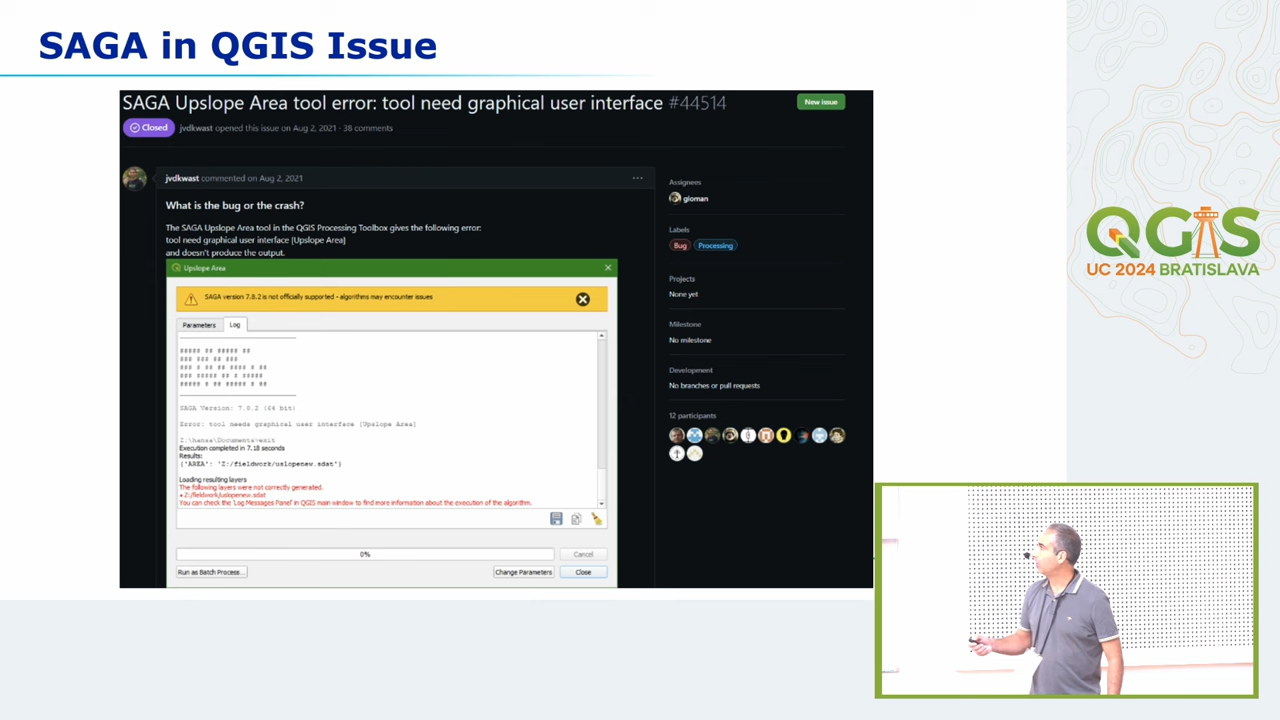 SAGA in QGIS Issue
SAGA Upslope Area tool error: tool need graphical user interface #44514
New issue
Closed jvdkwast opened this issue on Aug 2, 2021 · 38 comments
jvdkwast commented on Aug 2, 2021
What is the bug or the crash?
The SAGA Upslope Area tool in the QGIS Processing Toolbox gives the following error:
tool need graphical user interface [Upslope Area]
and doesn't produce the output.
Upslope Area
SAGA version 7.8.2 is not officially supported - algorithms may encounter issues
Parameters Log
##### ## ##### ##
### ### ## ###
### # ## ## #### # ##
### ##### ## # #####
##### # ## ##### # ##
SAGA Version: 7.8.2 (64 bit)
Error: tool needs graphical user interface [Upslope Area]
Z:\hansa\Documents>exit
Execution completed in 7.18 seconds
Results:
{'AREA': 'Z:/fieldwork/uslopenew.sdat'}
Loading resulting layers
The following layers were not correctly generated.
• Z:/fieldwork/uslopenew.sdat
You can check the 'Log Messages Panel' in QGIS main window to find more information about the execution of the algorithm.
0%
Cancel
Run as Batch Process...
Change Parameters
Close
Assignees
gioman
Labels
Bug Processing
Projects
None yet
Milestone
No milestone
Development
No branches or pull requests
12 participants
QGIS
UC 2024 BRATISLAVA